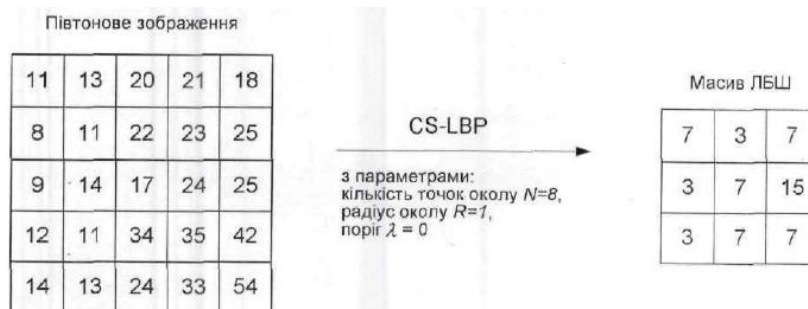 Півтонове зображення
11 13 20 21 18
8 11 22 23 25
9 14 17 24 25
12 11 34 35 42
14 13 24 33 54
CS-LBP
з параметрами:
кількість точок околу N=8,
радіус околу R=1,
поріг λ = 0
Масив ЛБШ
7 3 7
3 7 15
3 7 7